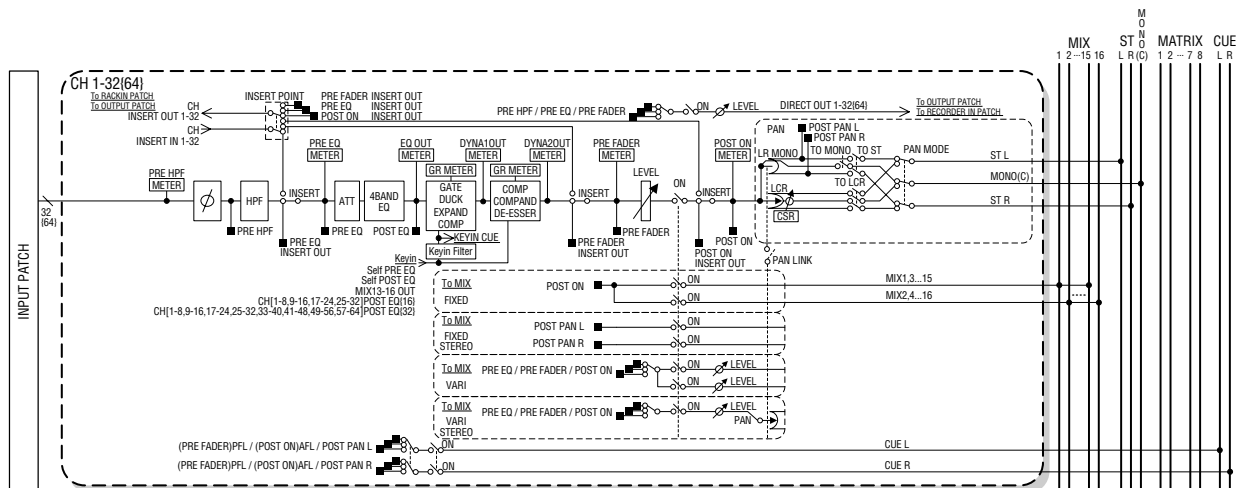 MONO
MIX
ST
(C)
MATRIX
CUE
1 2 ··· 15 16
L R
1 2 ··· 7 8
L R
CH 1-32{64}
To RACKIN PATCH
To OUTPUT PATCH
CH
INSERT OUT 1-32
CH
INSERT IN 1-32
INSERT POINT
PRE FADER INSERT OUT
PRE EQ INSERT OUT
POST ON INSERT OUT
PRE HPF / PRE EQ / PRE FADER
ON
LEVEL
DIRECT OUT 1-32{64}
To OUTPUT PATCH
To RECORDER IN PATCH
PAN
POST PAN L
POST PAN R
LR MONO
TO MONO
TO ST
PAN MODE
TO LCR
LCR
CSR
ST L
MONO(C)
ST R
PRE HPF
METER
PRE EQ
METER
EQ OUT
METER
DYNA1OUT
METER
DYNA2OUT
METER
PRE FADER
METER
POST ON
METER
GR METER
GR METER
LEVEL
ON
INPUT PATCH
32
{64}
Ø
HPF
INSERT
ATT
4BAND
EQ
GATE
DUCK
EXPAND
COMP
COMP
COMPAND
DE-ESSER
INSERT
INSERT
PRE HPF
PRE EQ
INSERT OUT
PRE EQ
POST EQ
KEYIN CUE
Keyin Filter
PRE FADER
INSERT OUT
PRE FADER
POST ON
INSERT OUT
POST ON
PAN LINK
Keyin
Self PRE EQ
Self POST EQ
MIX13-16 OUT
CH[1-8,9-16,17-24,25-32]POST EQ{16}
CH[1-8,9-16,17-24,25-32,33-40,41-48,49-56,57-64]POST EQ{32}
To MIX
FIXED
POST ON
ON
ON
MIX1,3...15
MIX2,4...16
To MIX
FIXED
STEREO
POST PAN L
POST PAN R
ON
ON
To MIX
VARI
PRE EQ / PRE FADER / POST ON
ON
LEVEL
ON
LEVEL
To MIX
VARI
STEREO
PRE EQ / PRE FADER / POST ON
ON
LEVEL
PAN
(PRE FADER)PFL / (POST ON)AFL / POST PAN L
ON
CUE L
(PRE FADER)PFL / (POST ON)AFL / POST PAN R
ON
CUE R